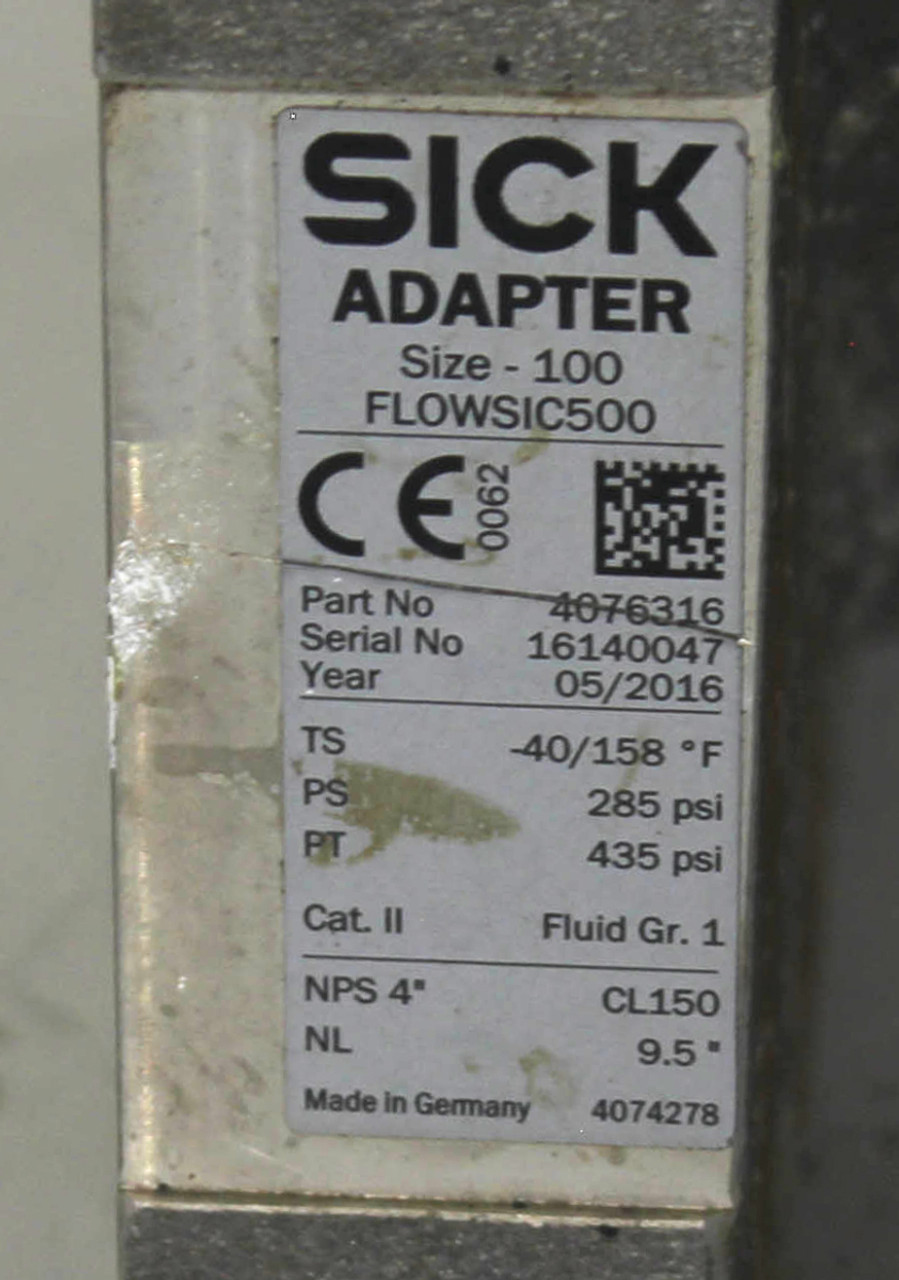 SICK
ADAPTER
Size - 100
FLOWSIC500
CE 0062
Part No 4076316
Serial No 16140047
Year 05/2016
TS -40/158 °F
PS 285 psi
PT 435 psi
Cat. II Fluid Gr. 1
NPS 4" CL150
NL 9.5 "
Made in Germany 4074278